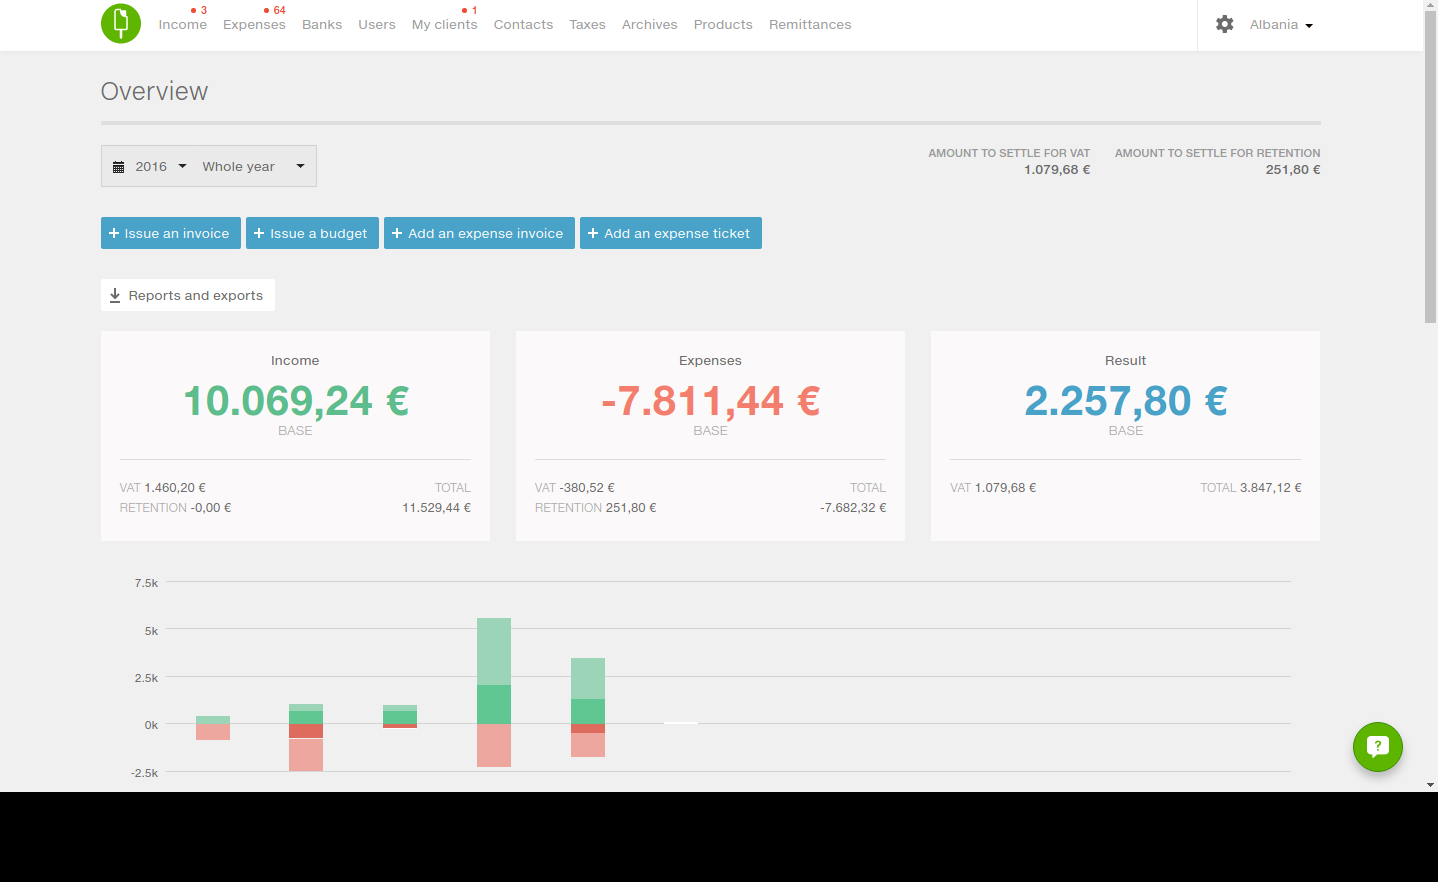 3 64 1
Income Expenses Banks Users My clients Contacts Taxes Archives Products Remittances Albania
Overview
2016 Whole year
AMOUNT TO SETTLE FOR VAT AMOUNT TO SETTLE FOR RETENTION
1.079,68 € 251,80 €
+ Issue an invoice + Issue a budget + Add an expense invoice + Add an expense ticket
Reports and exports
Income
10.069,24 €
BASE
VAT 1.460,20 € TOTAL
RETENTION -0,00 € 11.529,44 €
Expenses
-7.811,44 €
BASE
VAT -380,52 € TOTAL
RETENTION 251,80 € -7.682,32 €
Result
2.257,80 €
BASE
VAT 1.079,68 € TOTAL 3.847,12 €
7.5k
5k
2.5k
0k
-2.5k
?